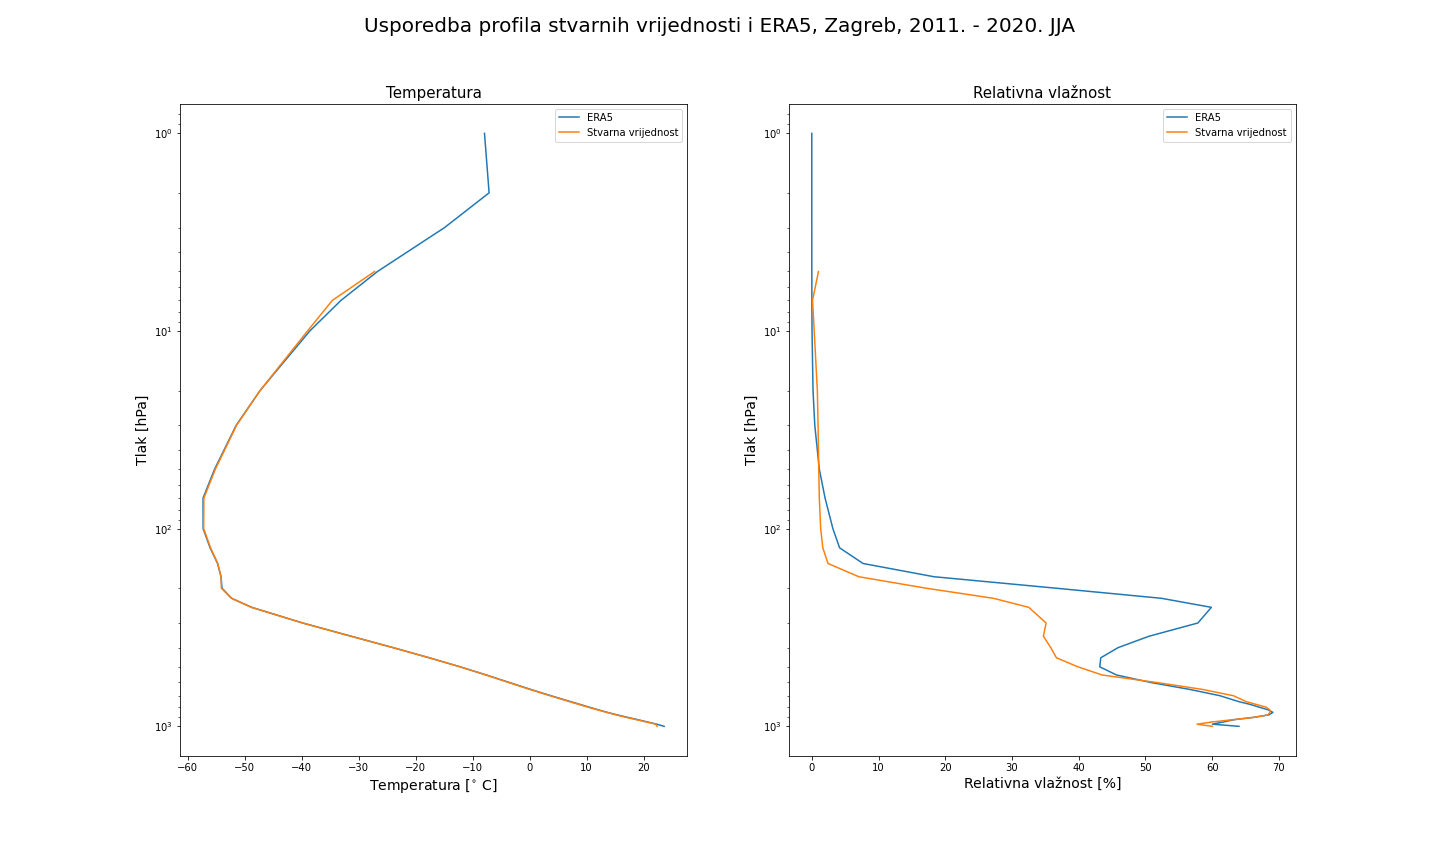 Usporedba profila stvarnih vrijednosti i ERA5, Zagreb, 2011. - 2020. JJA
Temperatura
ERA5
Stvarna vrijednost
10⁰
10¹
10²
10³
Tlak [hPa]
−60 −50 −40 −30 −20 −10 0 10 20
Temperatura [° C]
Relativna vlažnost
ERA5
Stvarna vrijednost
10⁰
10¹
10²
10³
Tlak [hPa]
0 10 20 30 40 50 60 70
Relativna vlažnost [%]